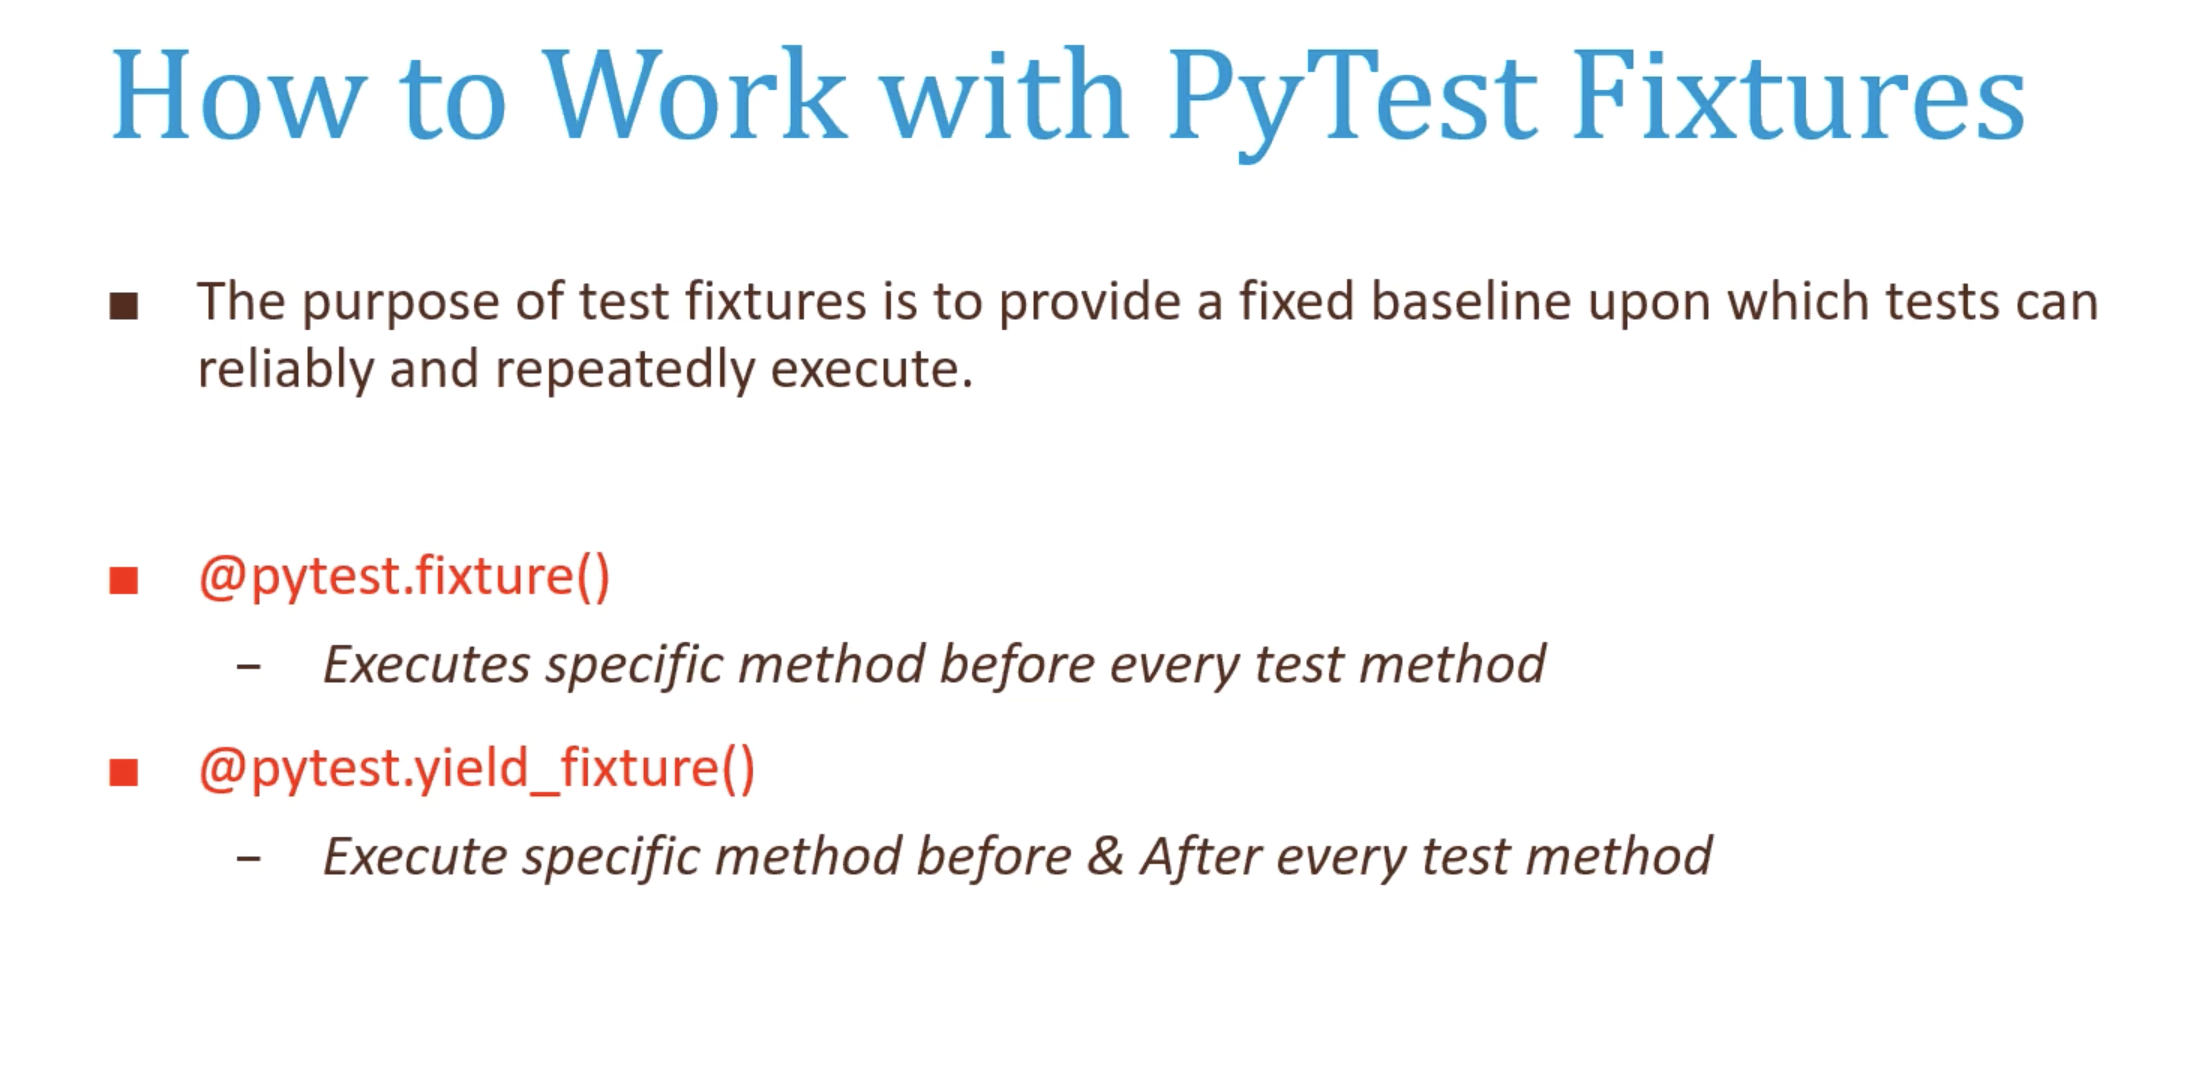 How to Work with PyTest Fixtures
■ The purpose of test fixtures is to provide a fixed baseline upon which tests can
reliably and repeatedly execute.
■ @pytest.fixture()
– Executes specific method before every test method
■ @pytest.yield_fixture()
– Execute specific method before & After every test method